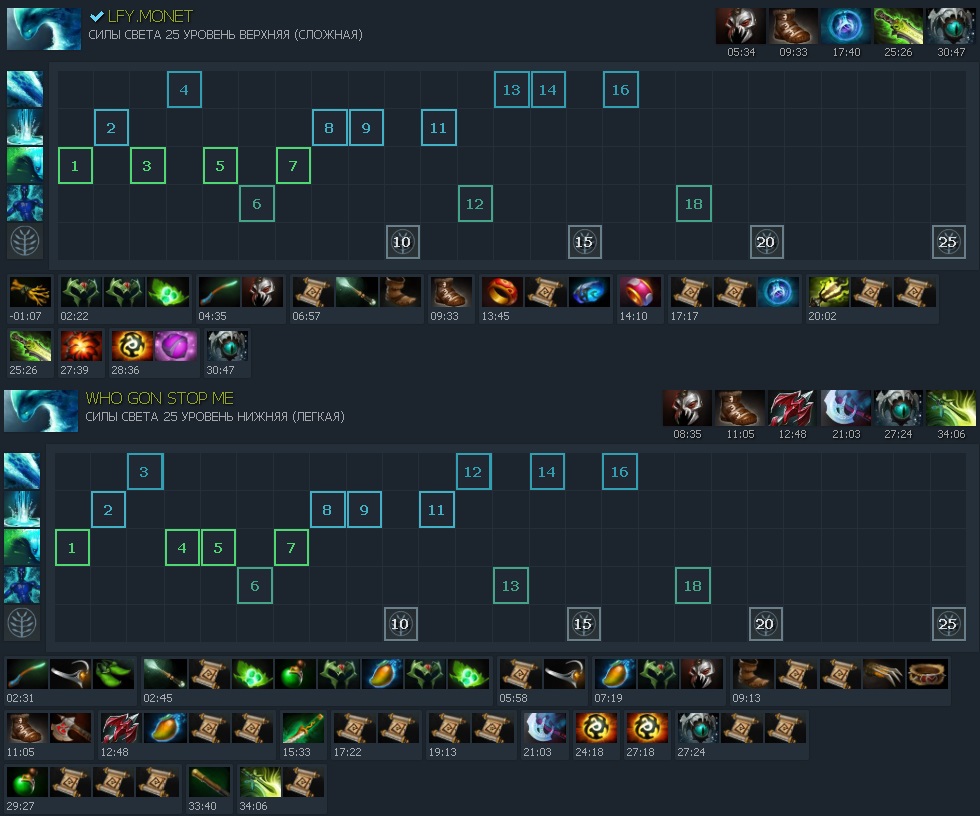 LFY.MONET
СИЛЫ СВЕТА 25 УРОВЕНЬ ВЕРХНЯЯ (СЛОЖНАЯ)
05:34 09:33 17:40 25:26 30:47
4 13 14 16
2 8 9 11
1 3 5 7
6 12 18
10 15 20 25
-01:07 02:22 04:35 06:57 09:33 13:45 14:10 17:17 20:02
25:26 27:39 28:36 30:47
WHO GON STOP ME
СИЛЫ СВЕТА 25 УРОВЕНЬ НИЖНЯЯ (ЛЕГКАЯ)
08:35 11:05 12:48 21:03 27:24 34:06
3 12 14 16
2 8 9 11
1 4 5 7
6 13 18
10 15 20 25
02:31 02:45 05:58 07:19 09:13
11:05 12:48 15:33 17:22 19:13 21:03 24:18 27:18 27:24
29:27 33:40 34:06